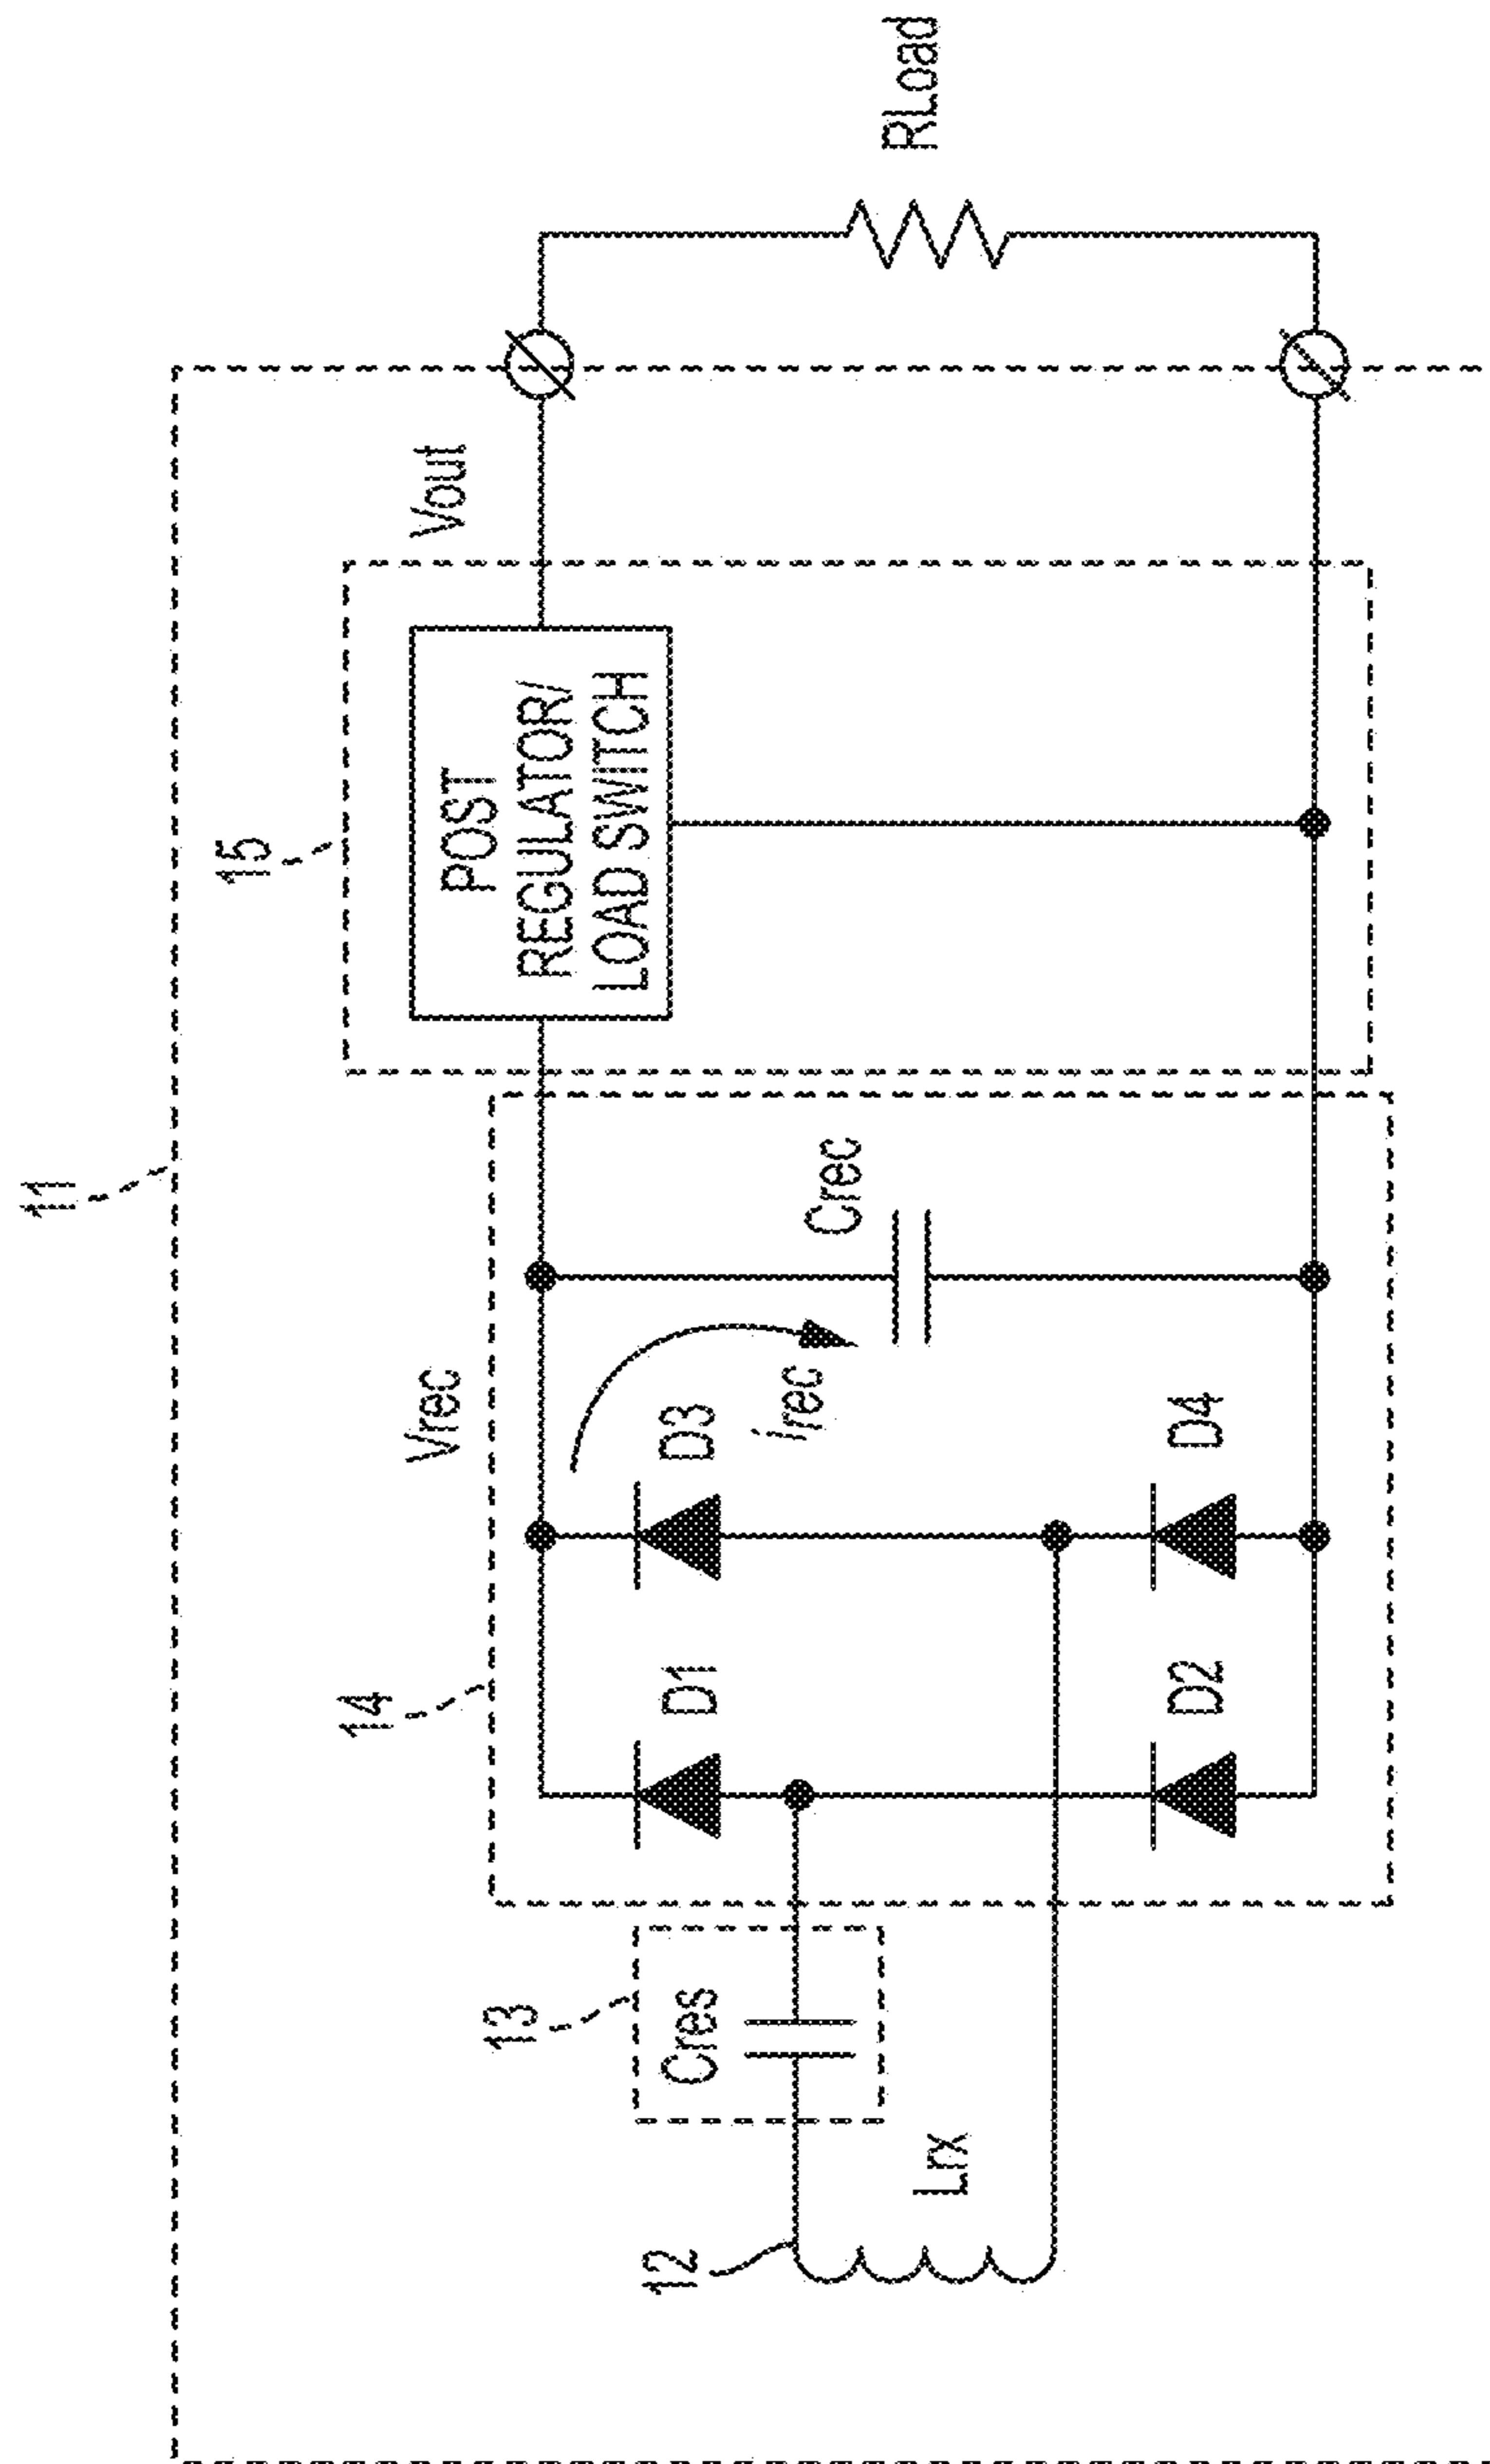 11
15
14
13
12
Vrec
Vout
POST
REGULATOR/
LOAD SWITCH
RLoad
Cres
D1
D3
Irec
Crec
Lrx
D2
D4